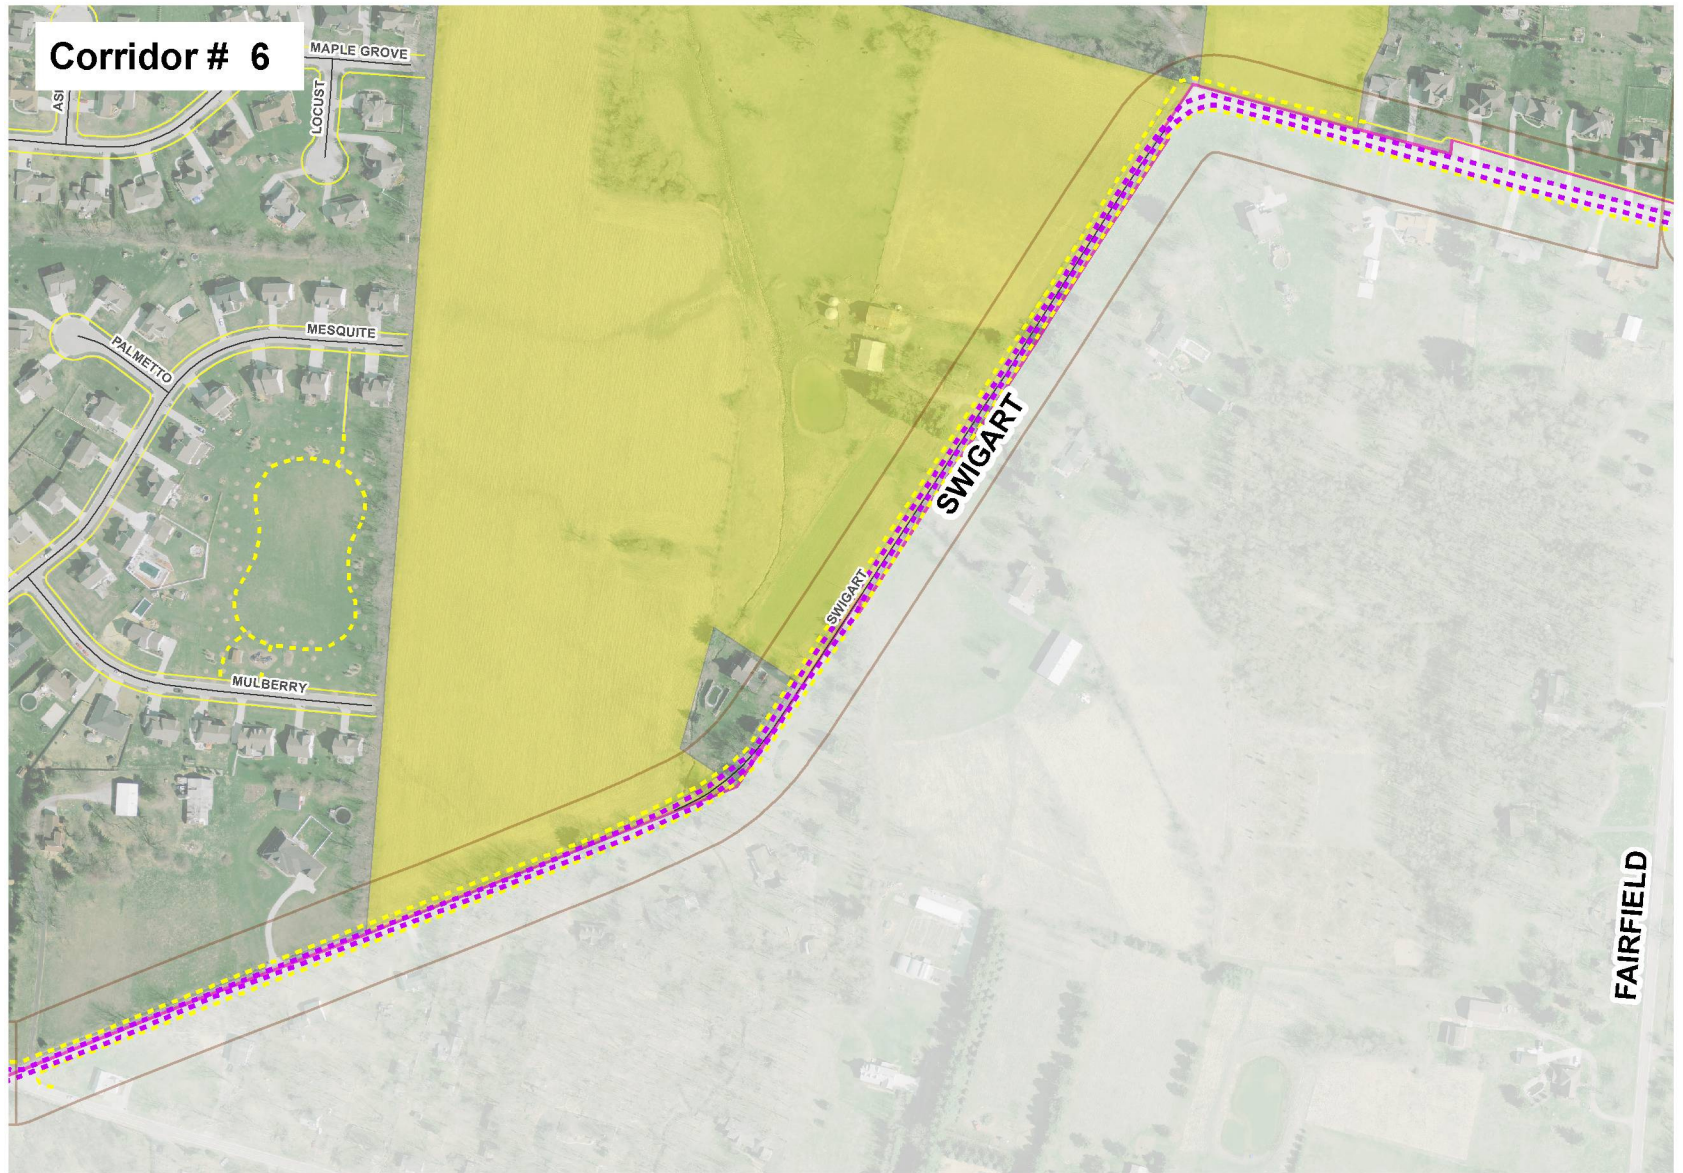 Corridor # 6
MAPLE GROVE
LOCUST
MESQUITE
PALMETTO
SWIGART
SWIGART
MULBERRY
FAIRFIELD